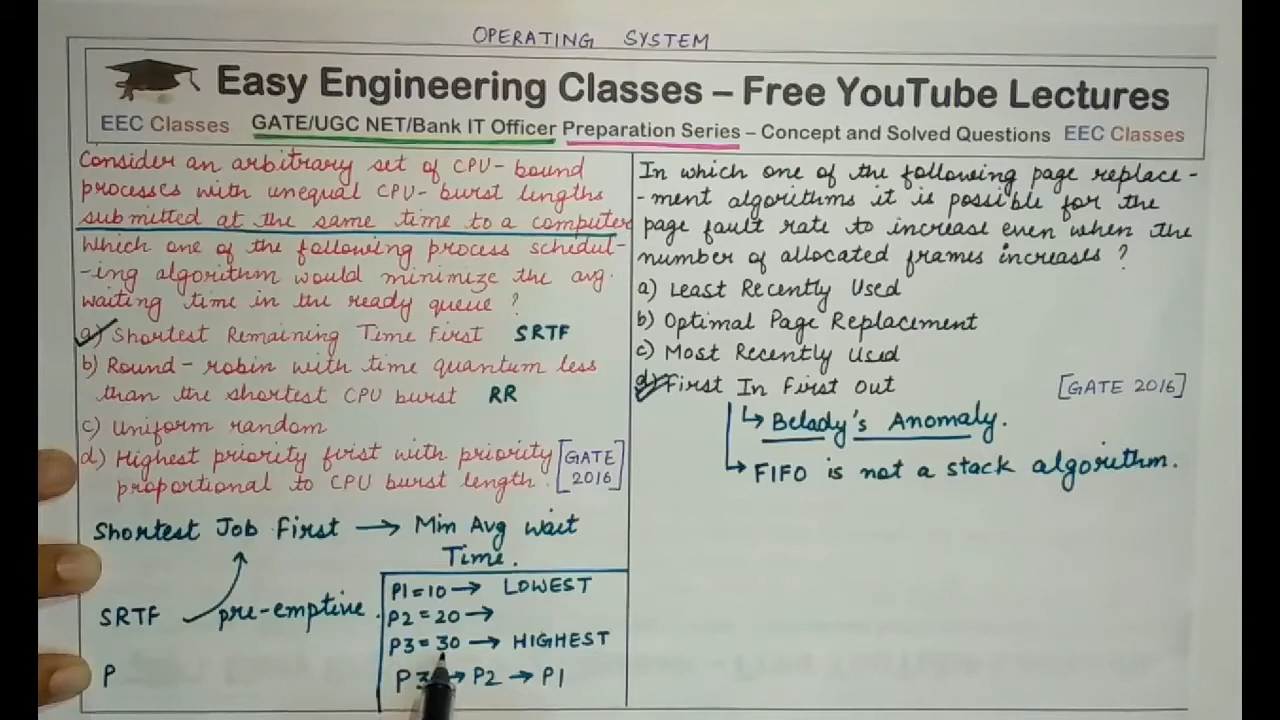 OPERATING SYSTEM
Easy Engineering Classes – Free YouTube Lectures
EEC Classes GATE/UGC NET/Bank IT Officer Preparation Series – Concept and Solved Questions EEC Classes
Consider an arbitrary set of CPU-bound
processes with unequal CPU-burst lengths
submitted at the same time to a computer
Which one of the following process schedul-
-ing algorithm would minimize the avg.
waiting time in the ready queue?
a) Shortest Remaining Time First SRTF
b) Round-robin with time quantum less
than the shortest CPU burst RR
c) Uniform random
d) Highest priority first with priority [GATE
proportional to CPU burst length. 2016]
Shortest Job First → Min Avg Wait
Time.
SRTF pre-emptive.
P
P1=10 → LOWEST
P2=20 →
P3=30 → HIGHEST
P3 → P2 → P1
In which one of the following page replace-
-ment algorithms it is possible for the
page fault rate to increase even when the
number of allocated frames increases?
a) Least Recently Used
b) Optimal Page Replacement
c) Most Recently Used
d) First In First Out [GATE 2016]
↳ Belady's Anomaly.
↳ FIFO is not a stack algorithm.